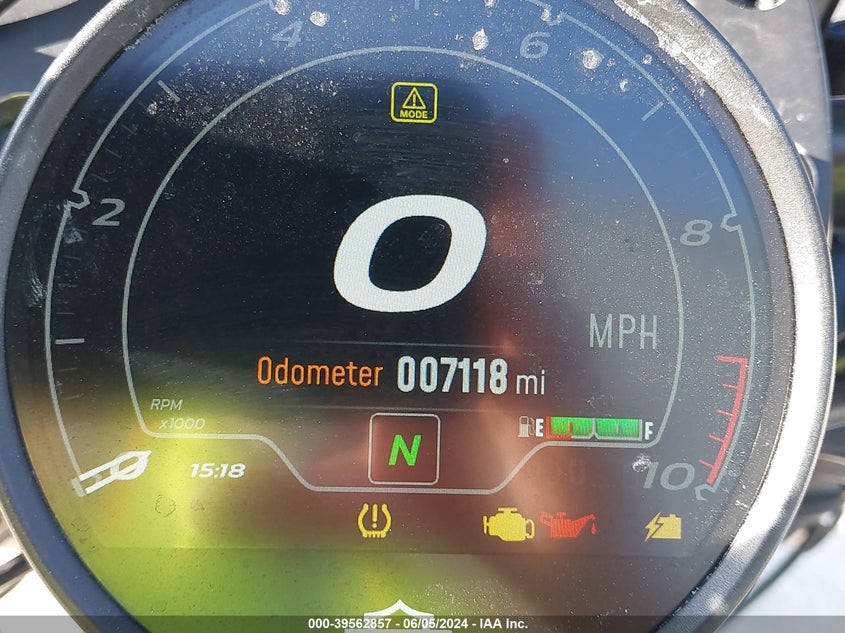 4
6
MODE
2
8
0
MPH
Odometer 007118 mi
RPM
x1000
E F
N
15:18
0
10
000-39562857 - 06/05/2024 - IAA Inc.